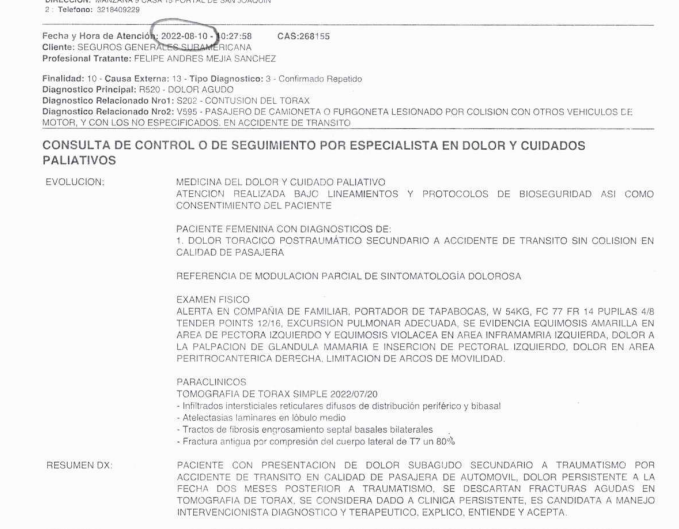 DIRECCION: MANZANA 9 CASA 15 PORTAL DE SAN JOAQUIN
2 : Telefono: 3218409229
Fecha y Hora de Atención: 2022-08-10 - 10:27:58 CAS:268155
Cliente: SEGUROS GENERALES SURAMERICANA
Profesional Tratante: FELIPE ANDRES MEJIA SANCHEZ
Finalidad: 10 - Causa Externa: 13 - Tipo Diagnostico: 3 - Confirmado Repetido
Diagnostico Principal: R520 - DOLOR AGUDO
Diagnostico Relacionado Nro1: S202 - CONTUSION DEL TORAX
Diagnostico Relacionado Nro2: V595 - PASAJERO DE CAMIONETA O FURGONETA LESIONADO POR COLISION CON OTROS VEHICULOS DE
MOTOR, Y CON LOS NO ESPECIFICADOS, EN ACCIDENTE DE TRANSITO
CONSULTA DE CONTROL O DE SEGUIMIENTO POR ESPECIALISTA EN DOLOR Y CUIDADOS
PALIATIVOS
EVOLUCION: MEDICINA DEL DOLOR Y CUIDADO PALIATIVO
ATENCION REALIZADA BAJO LINEAMIENTOS Y PROTOCOLOS DE BIOSEGURIDAD ASI COMO
CONSENTIMIENTO DEL PACIENTE
PACIENTE FEMENINA CON DIAGNOSTICOS DE:
1. DOLOR TORACICO POSTRAUMÁTICO SECUNDARIO A ACCIDENTE DE TRANSITO SIN COLISION EN
CALIDAD DE PASAJERA
REFERENCIA DE MODULACION PARCIAL DE SINTOMATOLOGÍA DOLOROSA
EXAMEN FISICO
ALERTA EN COMPAÑIA DE FAMILIAR, PORTADOR DE TAPABOCAS, W 54KG, FC 77 FR 14 PUPILAS 4/8
TENDER POINTS 12/16, EXCURSION PULMONAR ADECUADA, SE EVIDENCIA EQUIMOSIS AMARILLA EN
AREA DE PECTORA IZQUIERDO Y EQUIMOSIS VIOLACEA EN AREA INFRAMAMRIA IZQUIERDA, DOLOR A
LA PALPACION DE GLANDULA MAMARIA E INSERCION DE PECTORAL IZQUIERDO, DOLOR EN AREA
PERITROCANTERICA DERECHA. LIMITACION DE ARCOS DE MOVILIDAD.
PARACLINICOS
TOMOGRAFIA DE TORAX SIMPLE 2022/07/20
- Infiltrados intersticiales reticulares difusos de distribución periférico y bibasal
- Atelectasias laminares en lóbulo medio
- Tractos de fibrosis engrosamiento septal basales bilaterales
- Fractura antigua por compresión del cuerpo lateral de T7 un 80%
RESUMEN DX: PACIENTE CON PRESENTACION DE DOLOR SUBAGUDO SECUNDARIO A TRAUMATISMO POR
ACCIDENTE DE TRANSITO EN CALIDAD DE PASAJERA DE AUTOMOVIL, DOLOR PERSISTENTE A LA
FECHA DOS MESES POSTERIOR A TRAUMATISMO, SE DESCARTAN FRACTURAS AGUDAS EN
TOMOGRAFIA DE TORAX, SE CONSIDERA DADO A CLINICA PERSISTENTE, ES CANDIDATA A MANEJO
INTERVENCIONISTA DIAGNOSTICO Y TERAPEUTICO, EXPLICO, ENTIENDE Y ACEPTA.